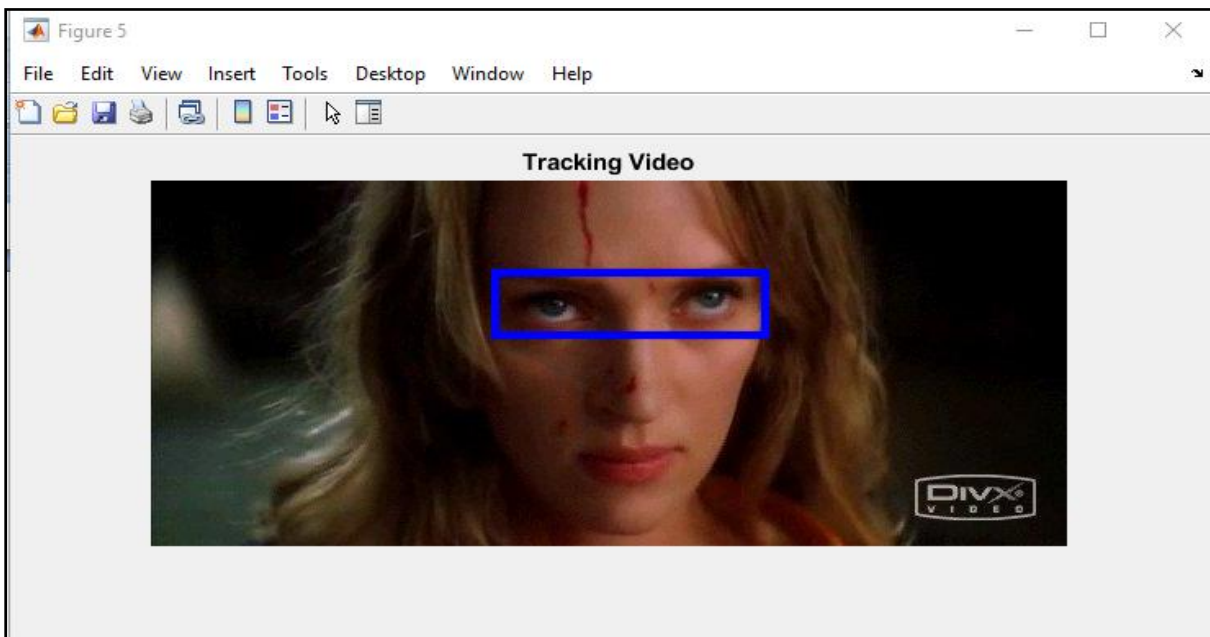 Figure 5
File Edit View Insert Tools Desktop Window Help
Tracking Video
DIVX
VIDEO